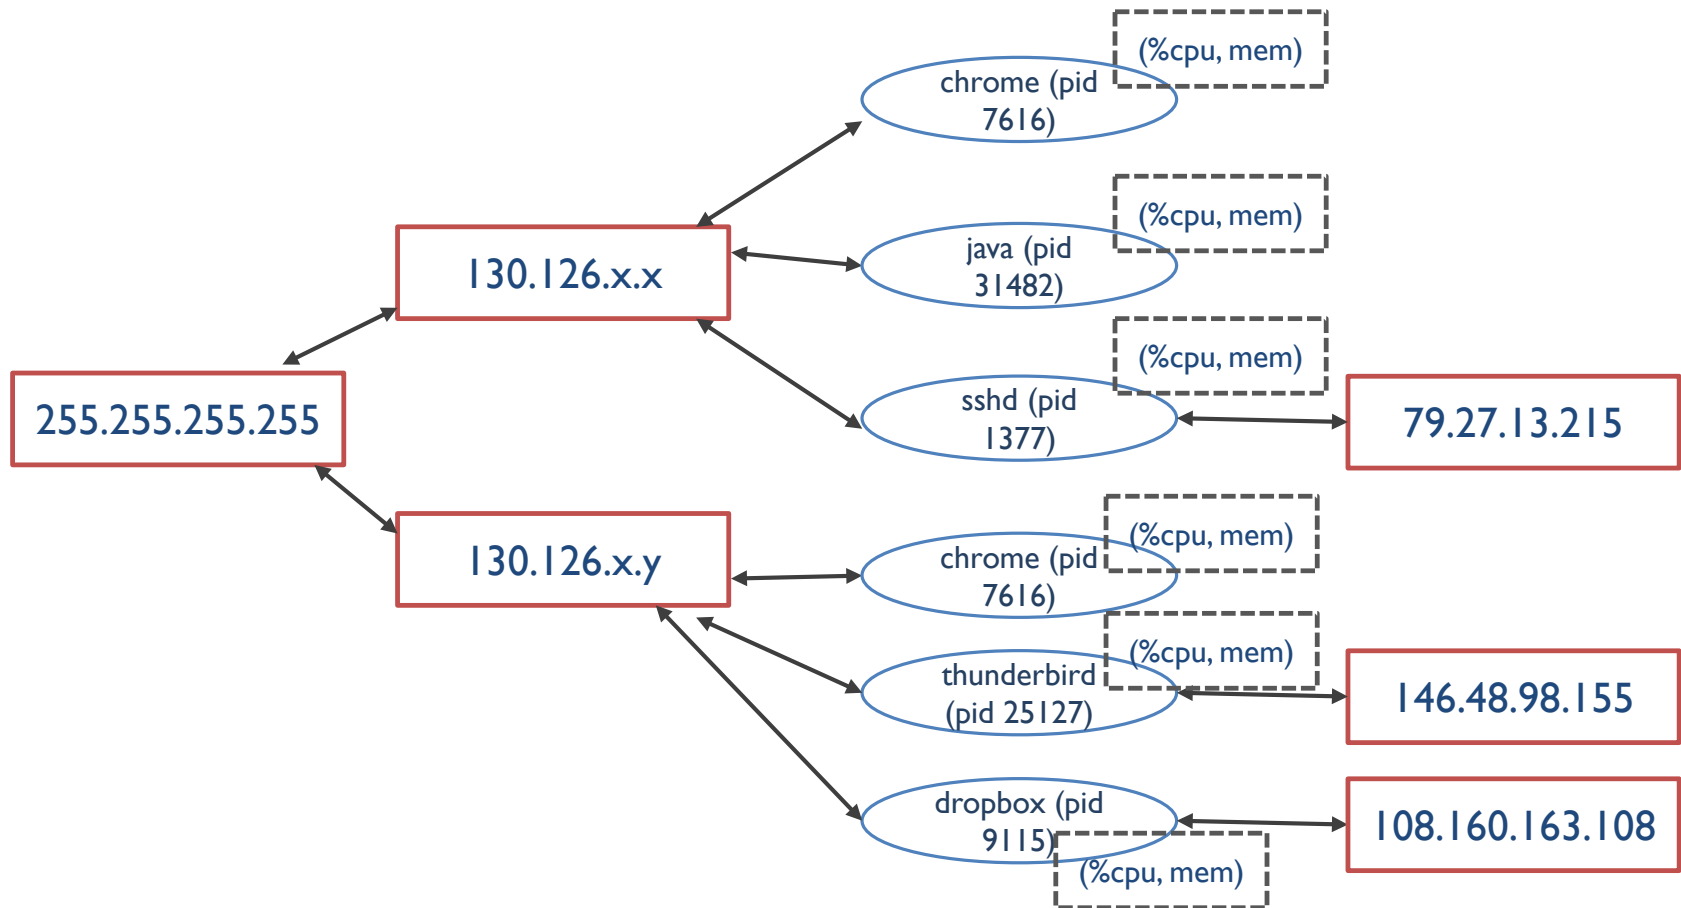 (%cpu, mem)
chrome (pid
7616)
(%cpu, mem)
130.126.x.x
java (pid
31482)
(%cpu, mem)
255.255.255.255
sshd (pid
1377)
79.27.13.215
(%cpu, mem)
130.126.x.y
chrome (pid
7616)
(%cpu, mem)
thunderbird
(pid 25127)
146.48.98.155
dropbox (pid
9115)
108.160.163.108
(%cpu, mem)